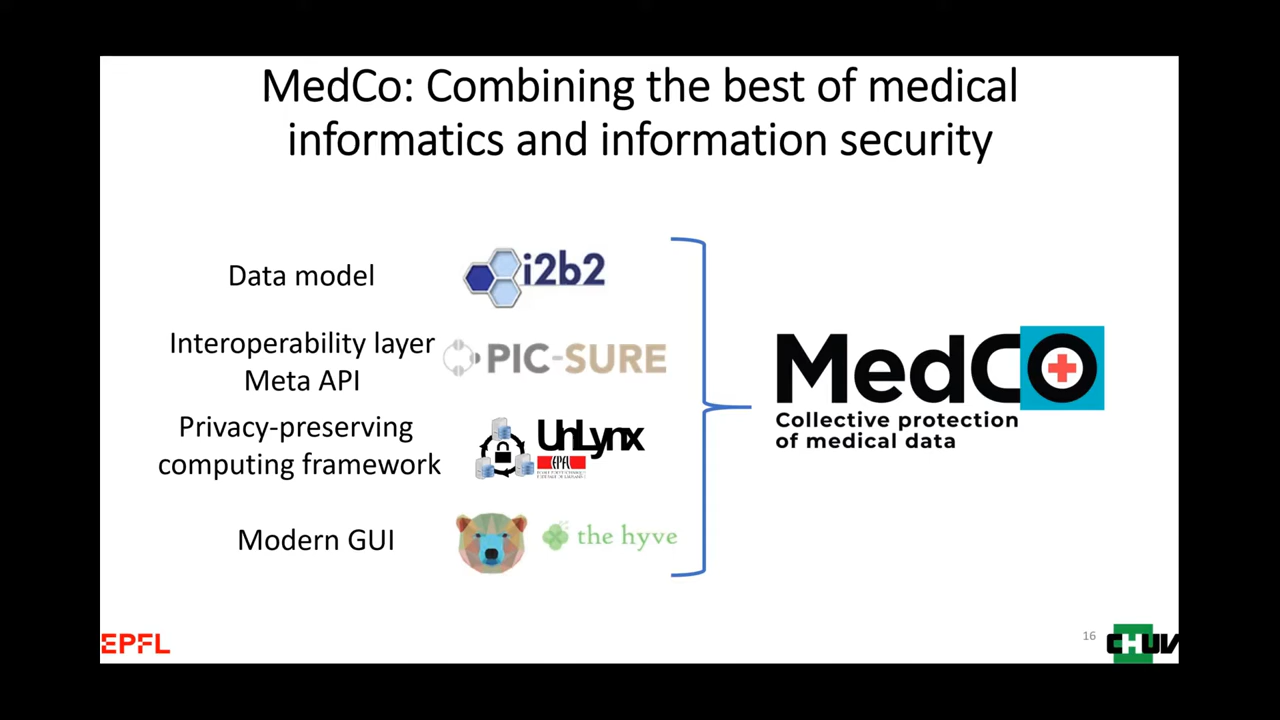 MedCo: Combining the best of medical
informatics and information security
Data model
i2b2
Interoperability layer
Meta API
PIC-SURE
Privacy-preserving
computing framework
UnLynx
EPFL
Modern GUI
the hyve
MedCo
Collective protection
of medical data
EPFL
16
CHUV